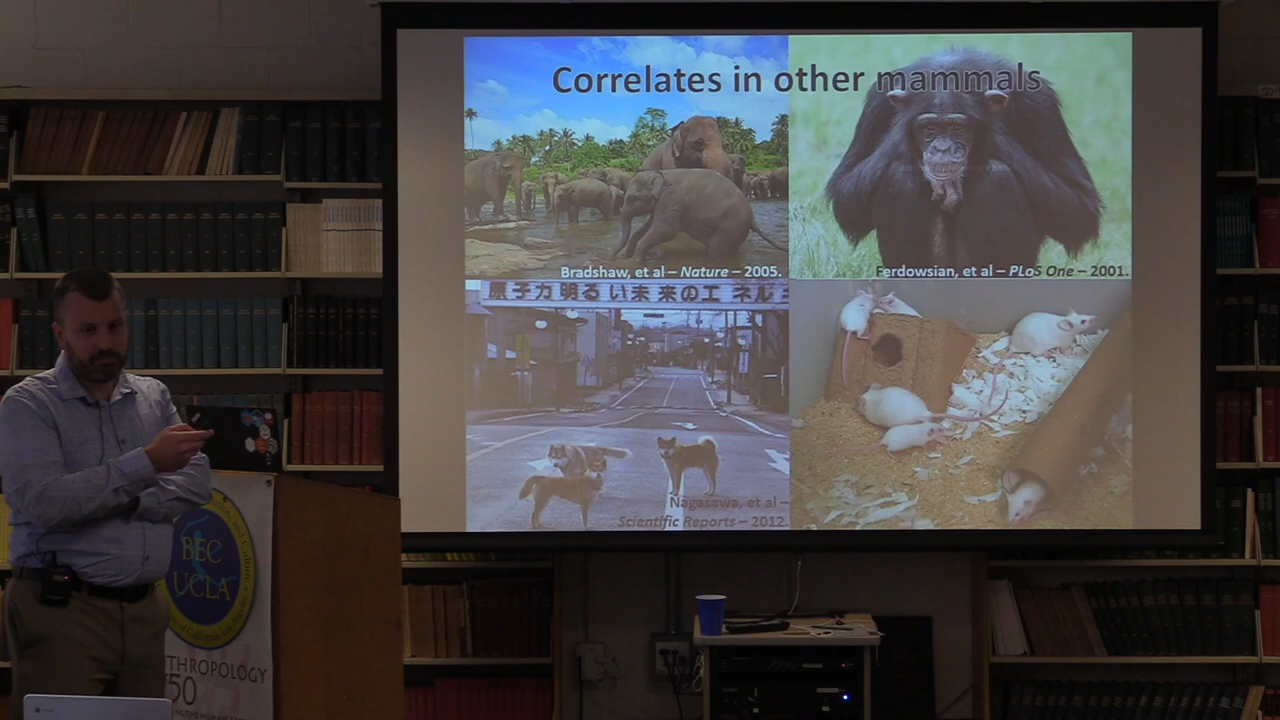 Correlates in other mammals
Bradshaw, et al – Nature – 2005.
Ferdowsian, et al – PLoS One – 2001.
原子力明るい未来のエネル
Nagasawa, et al –
Scientific Reports – 2012.
BEC
UCLA
THROPOLOGY
50